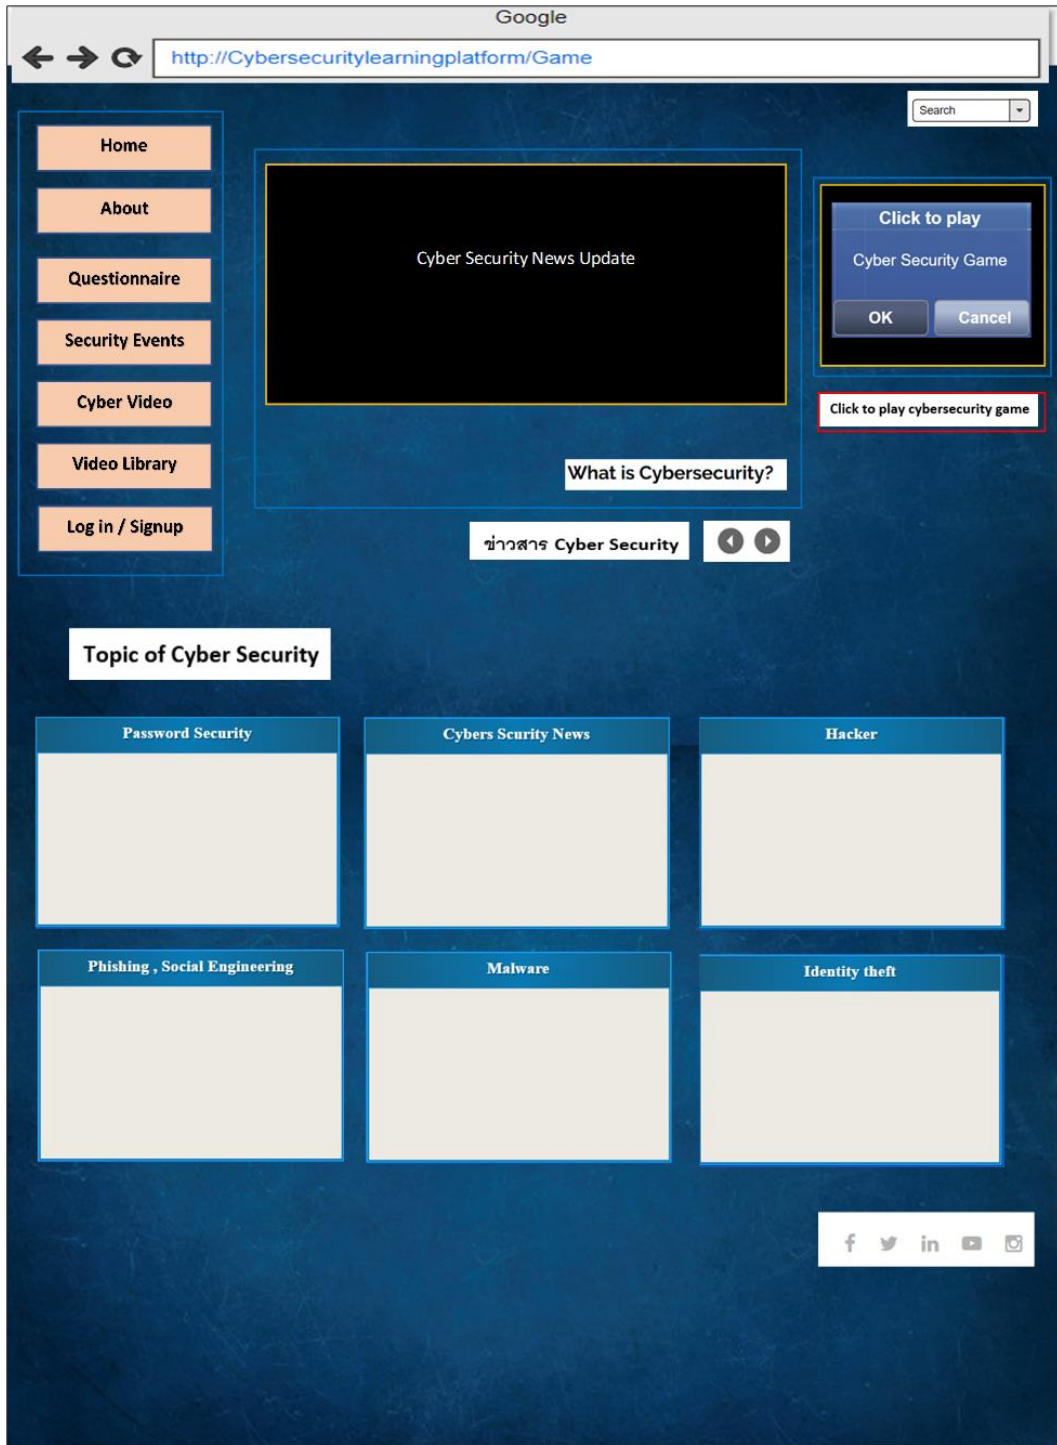 Google
http://Cybersecuritylearningplatform/Game
Search
Home
About
Questionnaire
Security Events
Cyber Video
Video Library
Log in / Signup
Cyber Security News Update
What is Cybersecurity?
ข่าวสาร Cyber Security
Click to play
Cyber Security Game
OK Cancel
Click to play cybersecurity game
Topic of Cyber Security
Password Security
Cybers Scurity News
Hacker
Phishing , Social Engineering
Malware
Identity theft